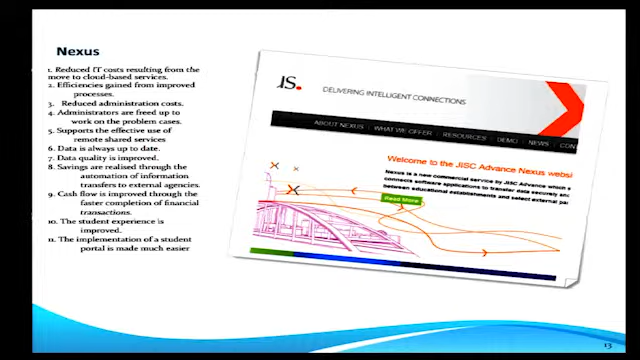 Nexus
1. Reduced IT costs resulting from the
move to cloud-based services.
2. Efficiencies gained from improved
processes.
3. Reduced administration costs.
4. Administrators are freed up to
work on the problem cases.
5. Supports the effective use of
remote shared services
6. Data is always up to date.
7. Data quality is improved.
8. Savings are realised through the
automation of information
transfers to external agencies.
9. Cash flow is improved through the
faster completion of financial
transactions.
10. The student experience is
improved.
11. The implementation of a student
portal is made much easier
DELIVERING INTELLIGENT CONNECTIONS
ABOUT NEXUS WHAT WE OFFER RESOURCES DEMO NEWS CON
Welcome to the JISC Advance Nexus websi
Nexus is a new commercial service by JISC Advance which
connects software applications to transfer data securely and
between educational establishments and select external pa
Read More
13